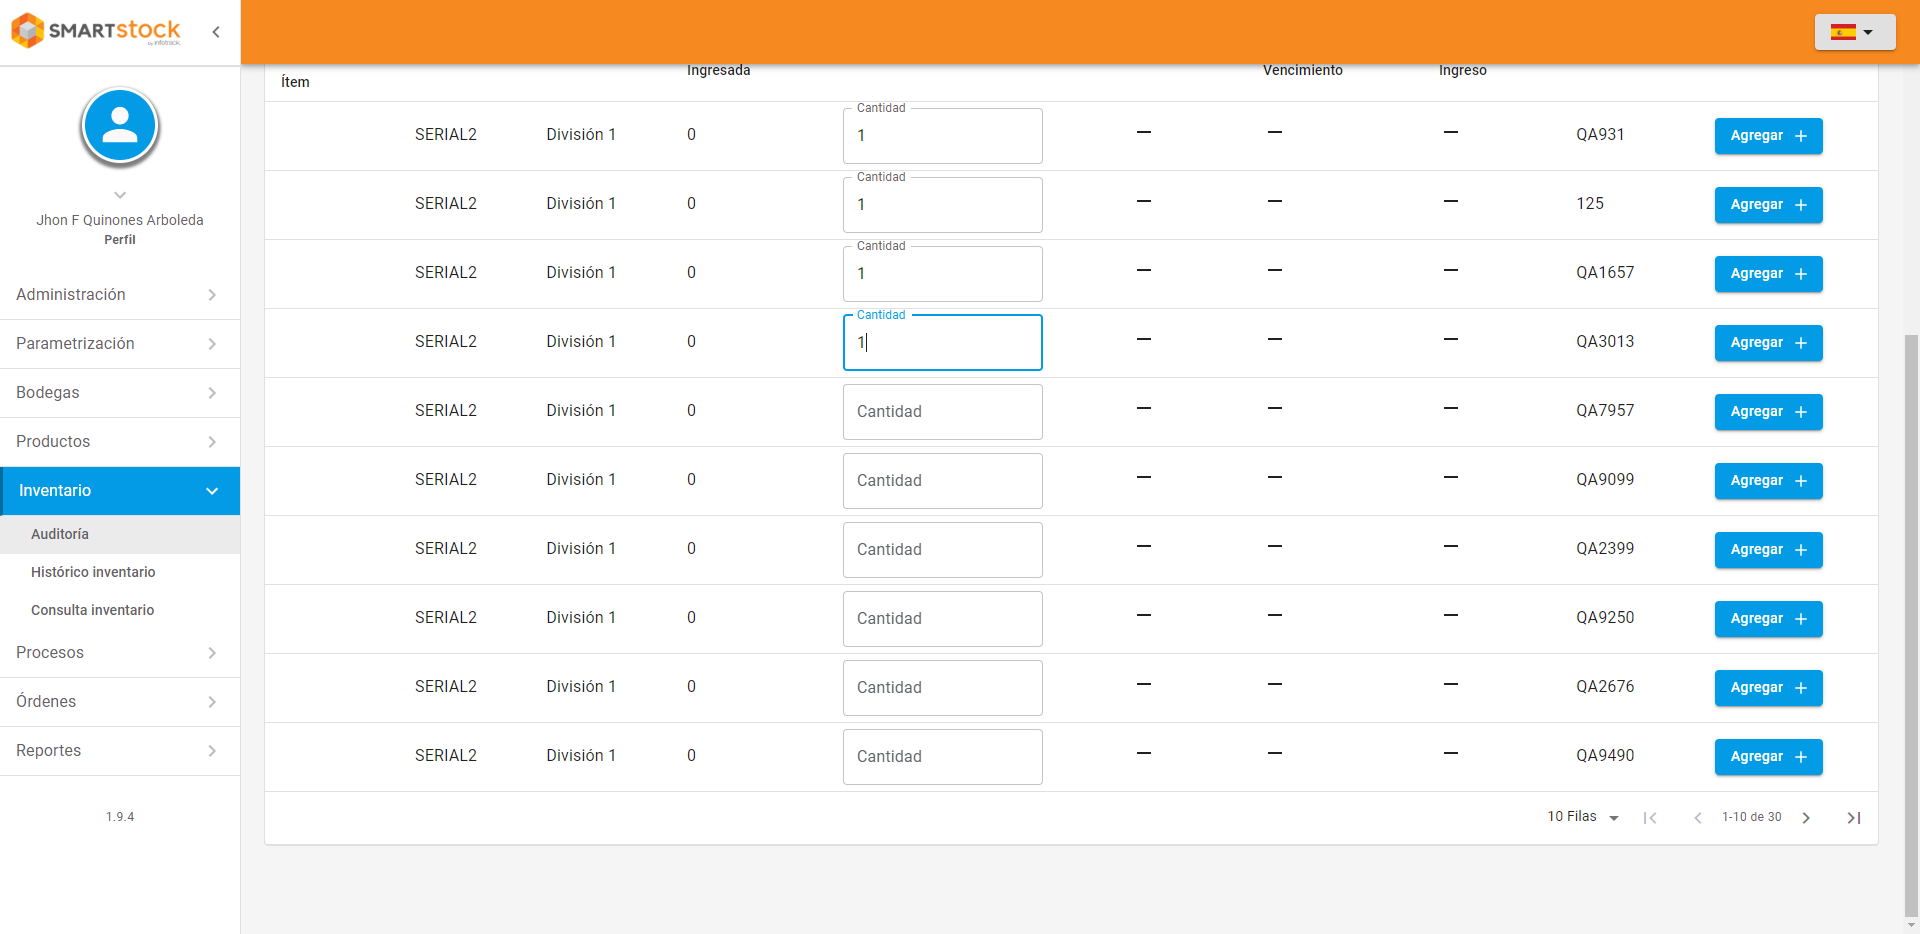 SMARTstock
by infotrack
Jhon F Quinones Arboleda
Perfil
Administración
Parametrización
Bodegas
Productos
Inventario
Auditoría
Histórico inventario
Consulta inventario
Procesos
Órdenes
Reportes
1.9.4
Ítem Ingresada Vencimiento Ingreso
SERIAL2 División 1 0 Cantidad 1 — — — QA931 Agregar +
SERIAL2 División 1 0 Cantidad 1 — — — 125 Agregar +
SERIAL2 División 1 0 Cantidad 1 — — — QA1657 Agregar +
SERIAL2 División 1 0 Cantidad 1 — — — QA3013 Agregar +
SERIAL2 División 1 0 Cantidad — — — QA7957 Agregar +
SERIAL2 División 1 0 Cantidad — — — QA9099 Agregar +
SERIAL2 División 1 0 Cantidad — — — QA2399 Agregar +
SERIAL2 División 1 0 Cantidad — — — QA9250 Agregar +
SERIAL2 División 1 0 Cantidad — — — QA2676 Agregar +
SERIAL2 División 1 0 Cantidad — — — QA9490 Agregar +
10 Filas 1-10 de 30